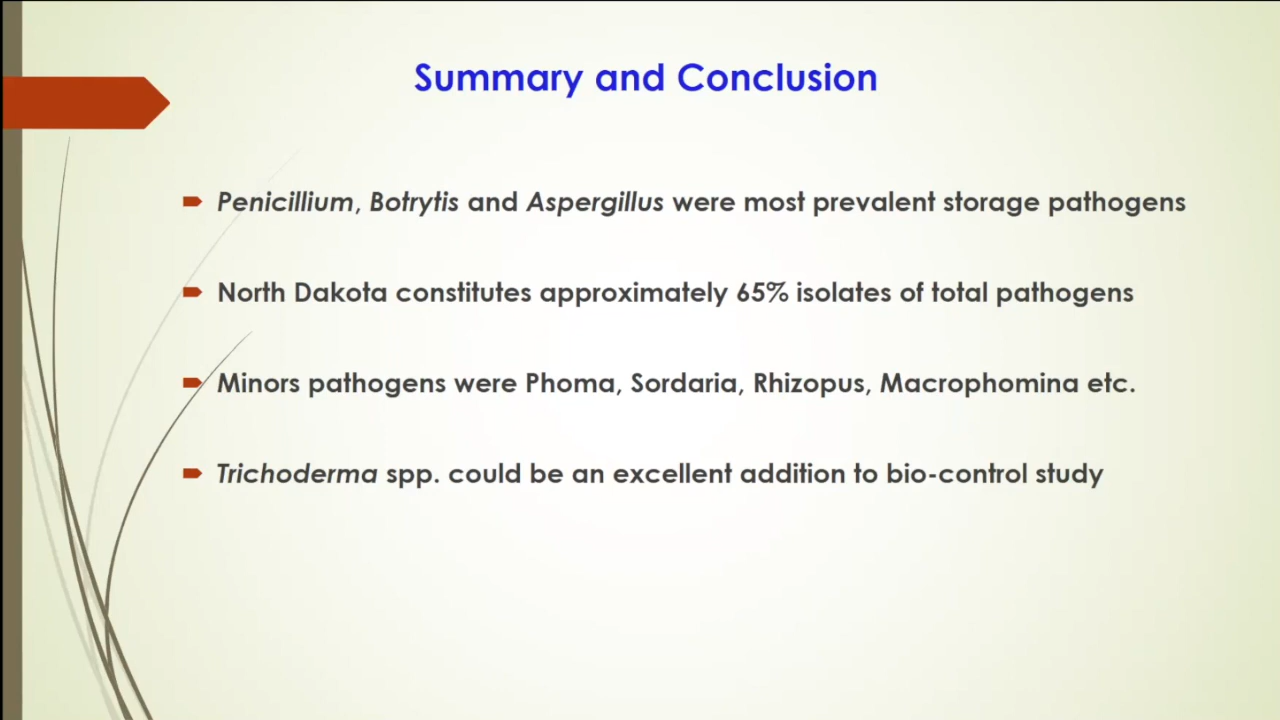 Summary and Conclusion
Penicillium, Botrytis and Aspergillus were most prevalent storage pathogens
North Dakota constitutes approximately 65% isolates of total pathogens
Minors pathogens were Phoma, Sordaria, Rhizopus, Macrophomina etc.
Trichoderma spp. could be an excellent addition to bio-control study